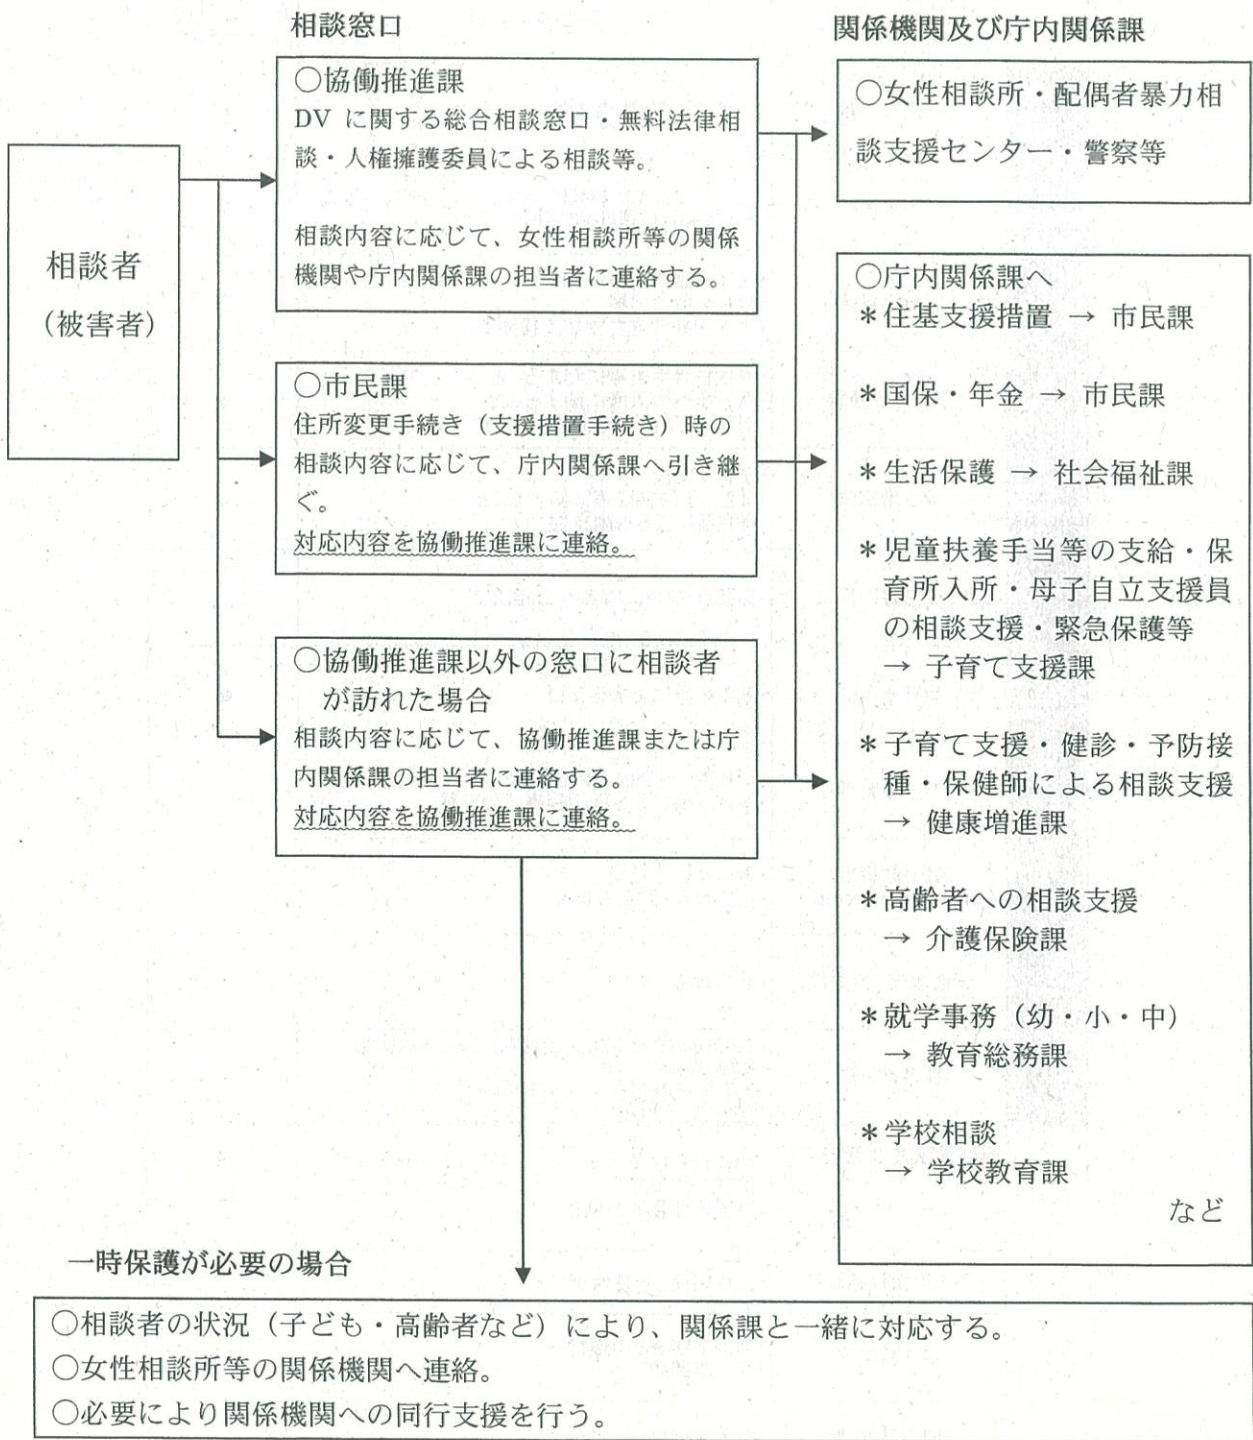 相談窓口
○協働推進課
DV に関する総合相談窓口・無料法律相
談・人権擁護委員による相談等。
相談内容に応じて、女性相談所等の関係
機関や庁内関係課の担当者に連絡する。
○市民課
住所変更手続き（支援措置手続き）時の
相談内容に応じて、庁内関係課へ引き継
ぐ。
対応内容を協働推進課に連絡。
○協働推進課以外の窓口に相談者
が訪れた場合
相談内容に応じて、協働推進課または庁
内関係課の担当者に連絡する。
対応内容を協働推進課に連絡。
相談者
（被害者）
関係機関及び庁内関係課
○女性相談所・配偶者暴力相
談支援センター・警察等
○庁内関係課へ
＊住基支援措置 → 市民課
＊国保・年金 → 市民課
＊生活保護 → 社会福祉課
＊児童扶養手当等の支給・保
育所入所・母子自立支援員
の相談支援・緊急保護等
→ 子育て支援課
＊子育て支援・健診・予防接
種・保健師による相談支援
→ 健康増進課
＊高齢者への相談支援
→ 介護保険課
＊就学事務（幼・小・中）
→ 教育総務課
＊学校相談
→ 学校教育課
など
一時保護が必要の場合
○相談者の状況（子ども・高齢者など）により、関係課と一緒に対応する。
○女性相談所等の関係機関へ連絡。
○必要により関係機関への同行支援を行う。